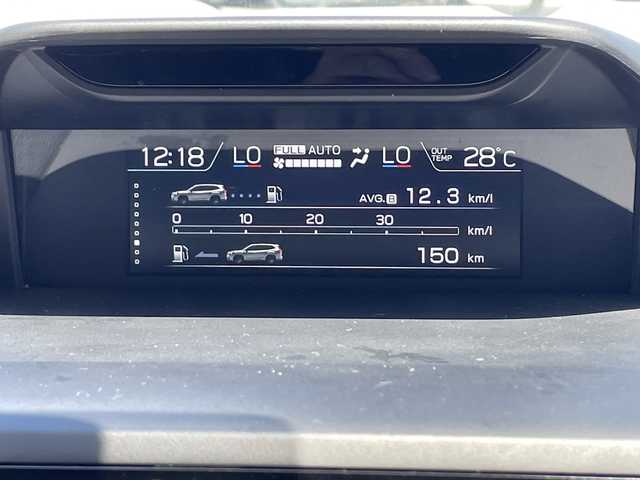 12:18 LO FULL AUTO LO OUT TEMP 28°C
AVG. B 12.3 km/l
0 10 20 30
km/l
150 km